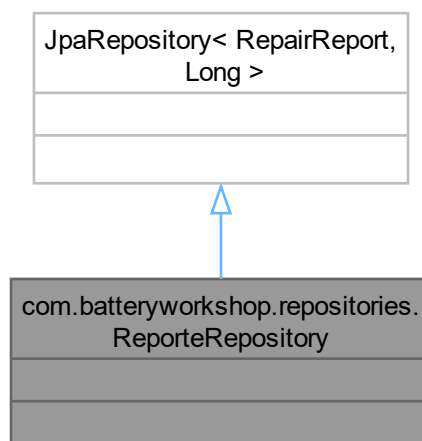 JpaRepository< RepairReport,
Long >
com.batteryworkshop.repositories.
ReporteRepository